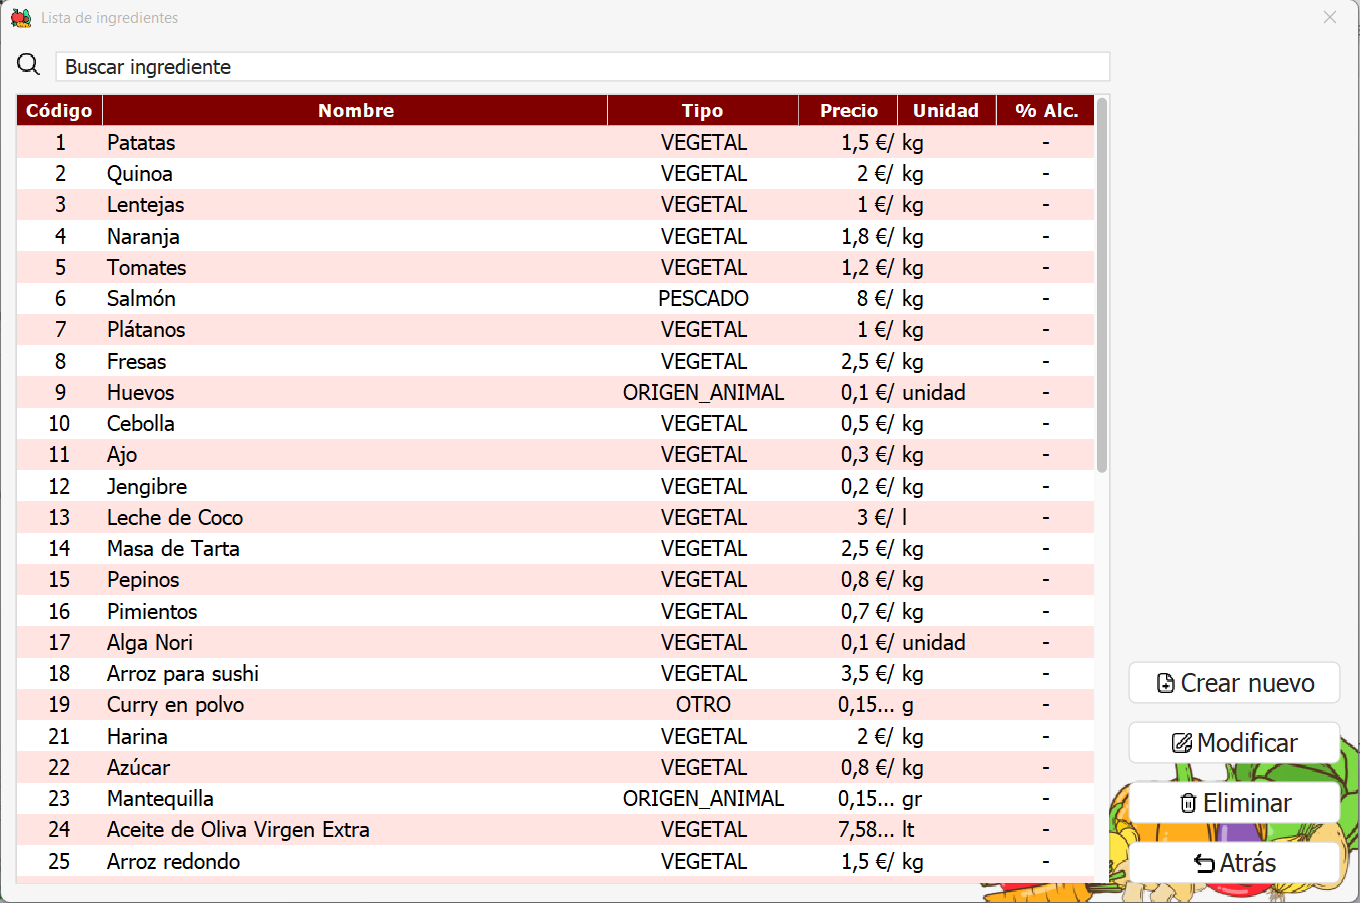 Lista de ingredientes
Buscar ingrediente
Código Nombre Tipo Precio Unidad % Alc.
1 Patatas VEGETAL 1,5 €/ kg -
2 Quinoa VEGETAL 2 €/ kg -
3 Lentejas VEGETAL 1 €/ kg -
4 Naranja VEGETAL 1,8 €/ kg -
5 Tomates VEGETAL 1,2 €/ kg -
6 Salmón PESCADO 8 €/ kg -
7 Plátanos VEGETAL 1 €/ kg -
8 Fresas VEGETAL 2,5 €/ kg -
9 Huevos ORIGEN_ANIMAL 0,1 €/ unidad -
10 Cebolla VEGETAL 0,5 €/ kg -
11 Ajo VEGETAL 0,3 €/ kg -
12 Jengibre VEGETAL 0,2 €/ kg -
13 Leche de Coco VEGETAL 3 €/ l -
14 Masa de Tarta VEGETAL 2,5 €/ kg -
15 Pepinos VEGETAL 0,8 €/ kg -
16 Pimientos VEGETAL 0,7 €/ kg -
17 Alga Nori VEGETAL 0,1 €/ unidad -
18 Arroz para sushi VEGETAL 3,5 €/ kg -
19 Curry en polvo OTRO 0,15... g -
21 Harina VEGETAL 2 €/ kg -
22 Azúcar VEGETAL 0,8 €/ kg -
23 Mantequilla ORIGEN_ANIMAL 0,15... gr -
24 Aceite de Oliva Virgen Extra VEGETAL 7,58... lt -
25 Arroz redondo VEGETAL 1,5 €/ kg -
Crear nuevo
Modificar
Eliminar
Atrás